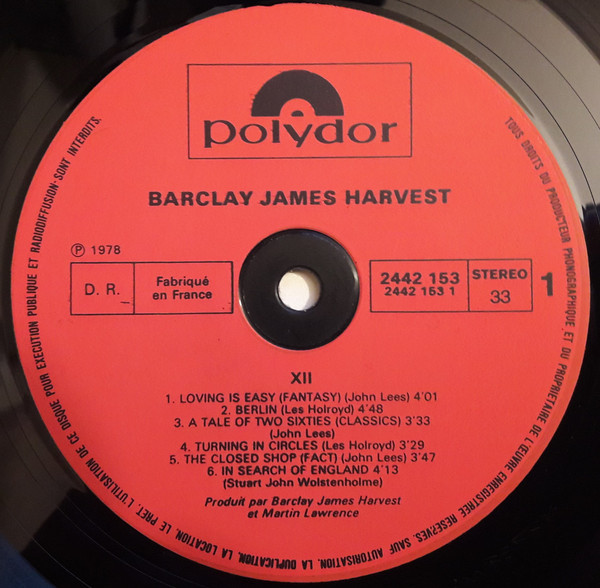 polydor
BARCLAY JAMES HARVEST
Ⓟ 1978
D. R.
Fabriqué
en France
2442 153
2442 153 1
STEREO
33
1
XII
1. LOVING IS EASY (FANTASY) (John Lees) 4'01
2. BERLIN (Les Holroyd) 4'48
3. A TALE OF TWO SIXTIES (CLASSICS) 3'33
(John Lees)
4. TURNING IN CIRCLES (Les Holroyd) 3'29
5. THE CLOSED SHOP (FACT) (John Lees) 3'47
6. IN SEARCH OF ENGLAND 4'13
(Stuart John Wolstenholme)
Produit par Barclay James Harvest
et Martin Lawrence
TOUS DROITS DU PRODUCTEUR PHONOGRAPHIQUE ET DU PROPRIETAIRE DE L'ŒUVRE ENREGISTREE RESERVES. SAUF AUTORISATION, LA DUPLICATION, LA LOCATION, LE PRET, L'UTILISATION DE CE DISQUE POUR EXECUTION PUBLIQUE ET RADIODIFFUSION SONT INTERDITS.